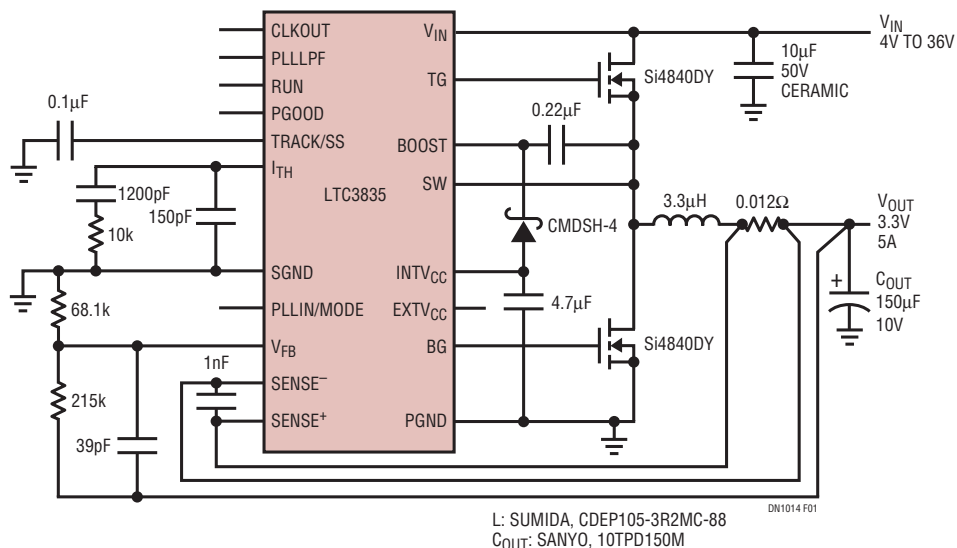 CLKOUT
PLLLPF
RUN
PGOOD
TRACK/SS
ITH
SGND
PLLIN/MODE
VFB
SENSE–
SENSE+
LTC3835
VIN
TG
BOOST
SW
INTVCC
EXTVCC
BG
PGND
0.1µF
1200pF
150pF
10k
68.1k
215k
39pF
1nF
0.22µF
CMDSH-4
4.7µF
Si4840DY
Si4840DY
10µF
50V
CERAMIC
VIN
4V TO 36V
3.3µH
0.012Ω
VOUT
3.3V
5A
+
COUT
150µF
10V
DN1014 F01
L: SUMIDA, CDEP105-3R2MC-88
COUT: SANYO, 10TPD150M